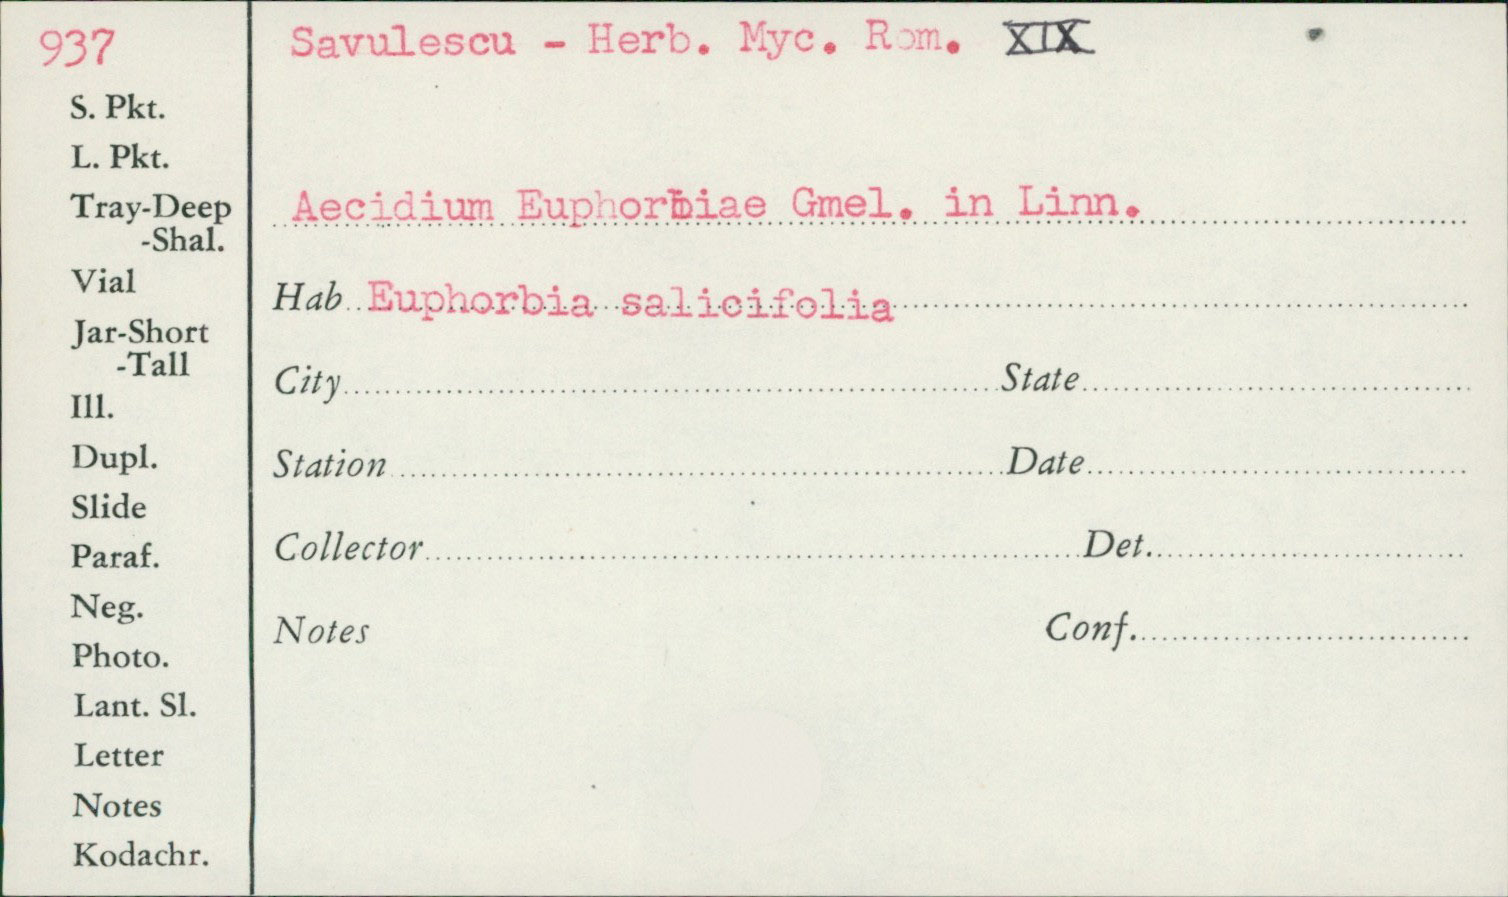 937
Savulescu - Herb. Myc. Rom. XIX
S. Pkt.
L. Pkt.
Tray-Deep
-Shal.
Vial
Jar-Short
-Tall
Ill.
Dupl.
Slide
Paraf.
Neg.
Photo.
Lant. Sl.
Letter
Notes
Kodachr.
Aecidium Euphorbiae Gmel. in Linn.
Hab Euphorbia salicifolia
City State
Station Date
Collector Det.
Notes Conf.